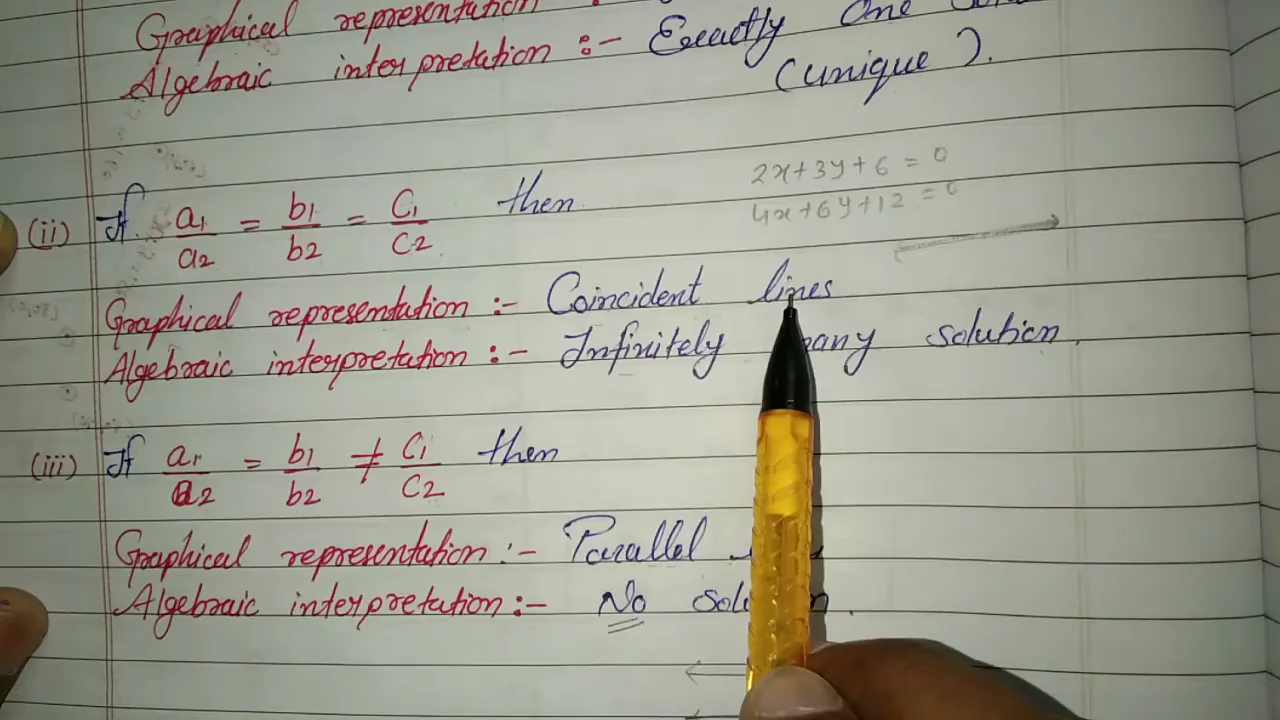 Graphical representation :-
Algebraic interpretation :- Exactly One
(unique).
2x+3y+6 = 0
4x+6y+12 = 0
(ii) If a1/a2 = b1/b2 = C1/C2 then
Graphical representation :- Coincident lines
Algebraic interpretation :- Infinitely many solution.
(iii) If a1/a2 = b1/b2 ≠ C1/C2 then
Graphical representation :- Parallel
Algebraic interpretation :- No solution.